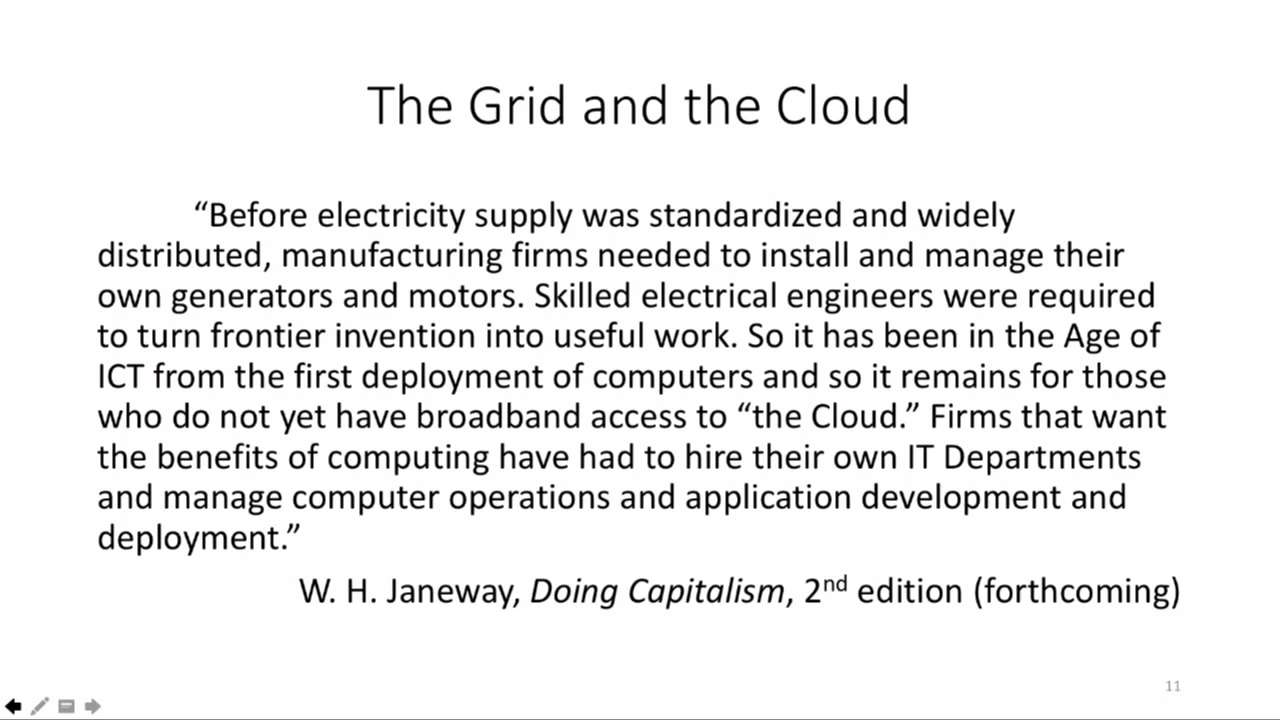 The Grid and the Cloud
“Before electricity supply was standardized and widely
distributed, manufacturing firms needed to install and manage their
own generators and motors. Skilled electrical engineers were required
to turn frontier invention into useful work. So it has been in the Age of
ICT from the first deployment of computers and so it remains for those
who do not yet have broadband access to “the Cloud.” Firms that want
the benefits of computing have had to hire their own IT Departments
and manage computer operations and application development and
deployment.”
W. H. Janeway, Doing Capitalism, 2nd edition (forthcoming)
11